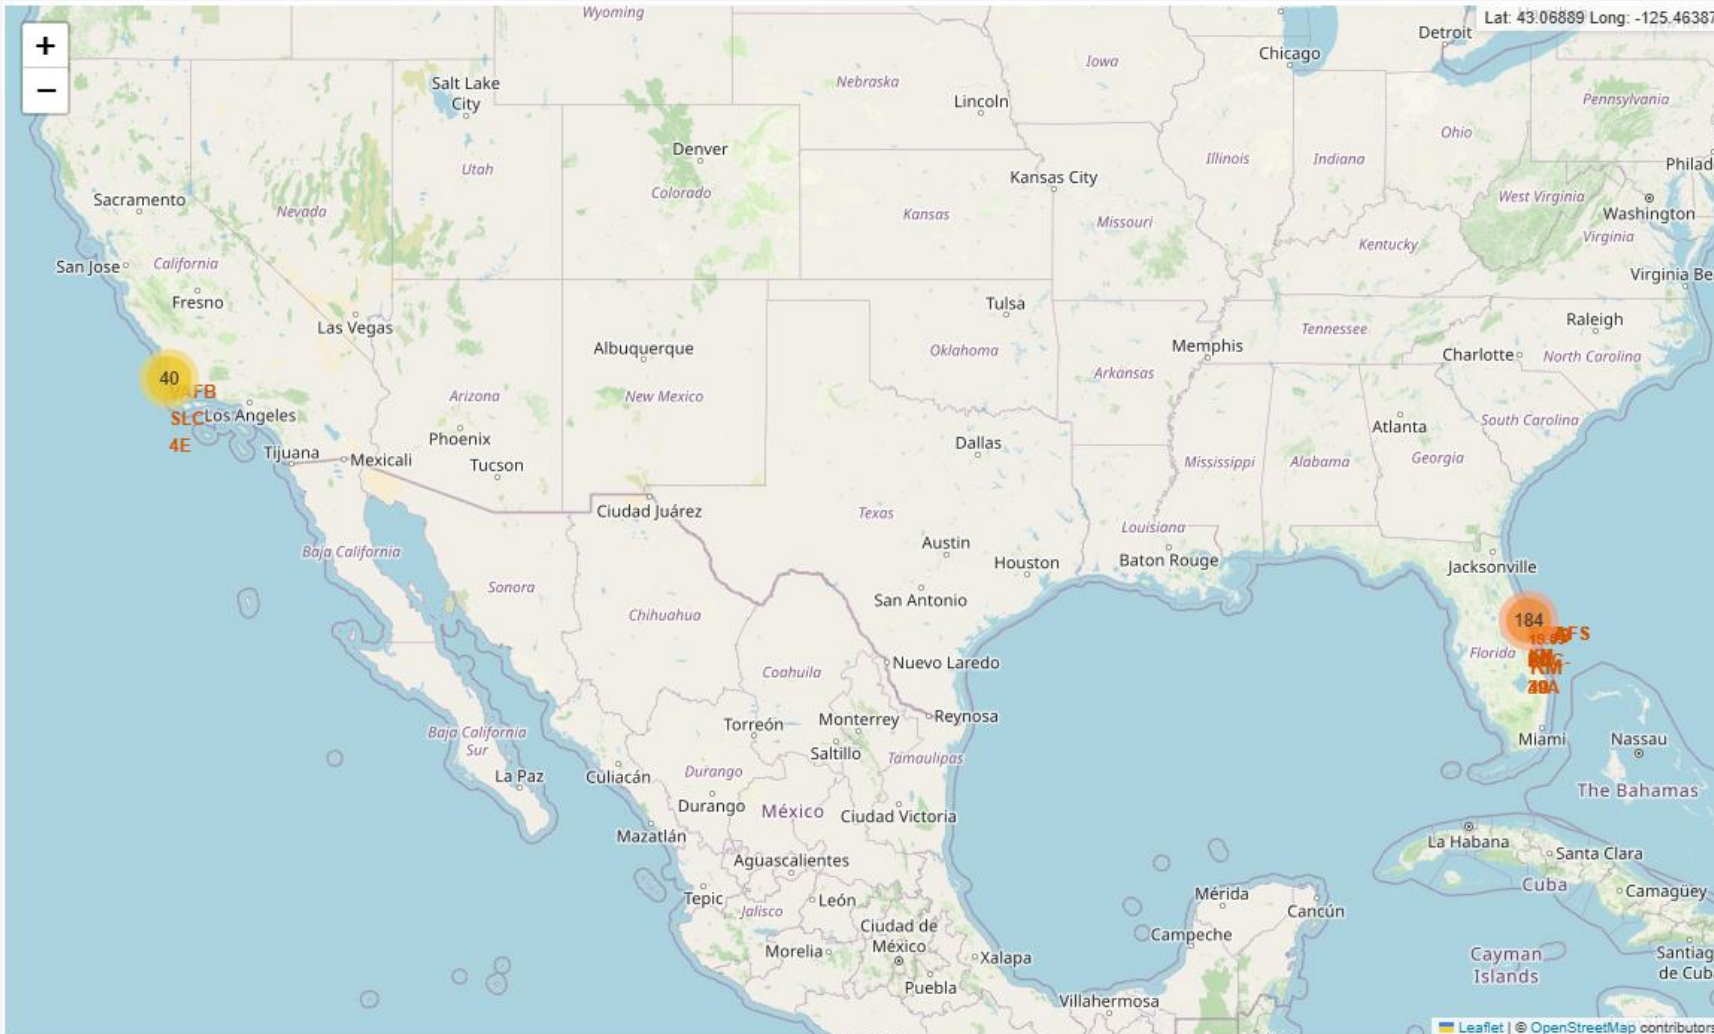 Wyoming
Lat: 43.06889 Long: -125.46387
+
−
Detroit
Chicago
Iowa
Salt Lake
City
Nebraska
Lincoln
Pennsylvania
Ohio
Denver
Utah
Colorado
Illinois
Indiana
Philad
Kansas City
Sacramento
Nevada
Kansas
Missouri
West Virginia
Washington
Kentucky
Virginia
San Jose
California
Virginia Be
Fresno
Tulsa
Las Vegas
Raleigh
Tennessee
Albuquerque
Oklahoma
Memphis
Charlotte
North Carolina
40
Arkansas
VAFB
Arizona
New Mexico
SLC
Los Angeles
4E
South Carolina
Atlanta
Phoenix
Dallas
Tijuana
Mexicali
Tucson
Mississippi
Alabama
Georgia
Ciudad Juárez
Texas
Louisiana
Austin
Baja California
Houston
Baton Rouge
Jacksonville
Sonora
San Antonio
Chihuahua
184
AFS
Florida
KM
Coahuila
Nuevo Laredo
Reynosa
Torreón
Monterrey
Baja California
Sur
Saltillo
Tamaulipas
Miami
Nassau
La Paz
Culiacán
Durango
The Bahamas
Durango
México
Ciudad Victoria
Mazatlán
La Habana
Santa Clara
Aguascalientes
Cuba
Camagüey
Tepic
León
Mérida
Jalisco
Cancún
Ciudad de
México
Campeche
Morelia
Xalapa
Cayman
Islands
Santiag
de Cub
Puebla
Villahermosa
Leaflet | © OpenStreetMap contributors